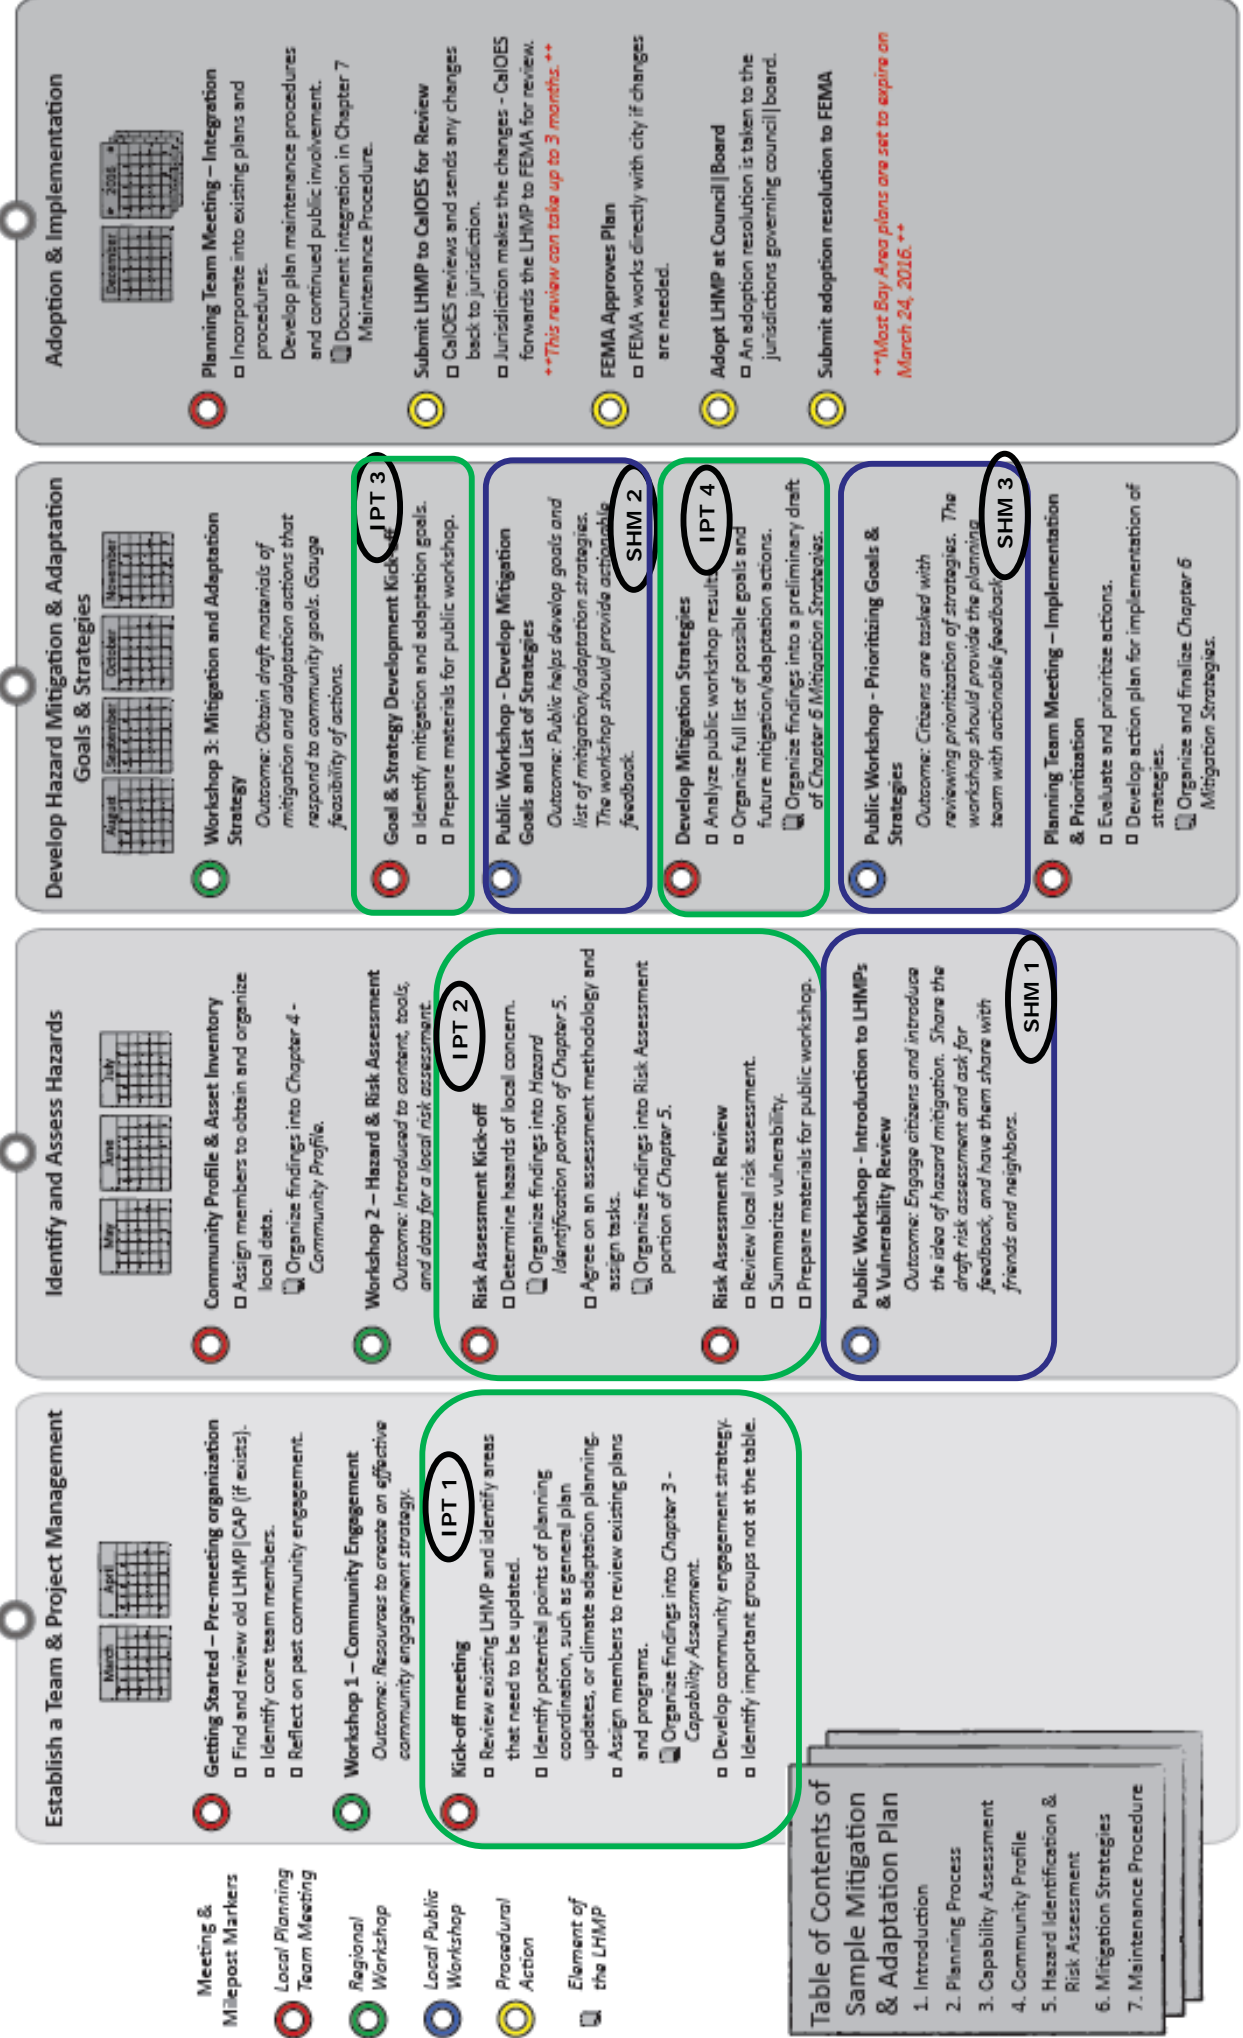 Meeting &
Milepost Markers
Local Planning
Team Meeting
Regional
Workshop
Local Public
Workshop
Procedural
Action
Element of
the LHMP
Table of Contents of
Sample Mitigation
& Adaptation Plan
1. Introduction
2. Planning Process
3. Capability Assessment
4. Community Profile
5. Hazard Identification &
Risk Assessment
6. Mitigation Strategies
7. Maintenance Procedure
Establish a Team & Project Management
March
April
Getting Started – Pre-meeting organization
Find and review old LHMP|CAP (if exists).
Identify core team members.
Reflect on past community engagement.
Workshop 1 – Community Engagement
Outcome: Resources to create an effective
community engagement strategy.
IPT 1
Kick-off meeting
Review existing LHMP and identify areas
that need to be updated.
Identify potential points of planning
coordination, such as general plan
updates, or climate adaptation planning.
Assign members to review existing plans
and programs.
Organize findings into Chapter 3 -
Capability Assessment.
Develop community engagement strategy.
Identify important groups not at the table.
Identify and Assess Hazards
May
June
July
Community Profile & Asset Inventory
Assign members to obtain and organize
local data.
Organize findings into Chapter 4 -
Community Profile.
Workshop 2 – Hazard & Risk Assessment
Outcome: Introduced to content, tools,
and data for a local risk assessment.
IPT 2
Risk Assessment Kick-off
Determine hazards of local concern.
Organize findings into Hazard
Identification portion of Chapter 5.
Agree on an assessment methodology and
assign tasks.
Organize findings into Risk Assessment
portion of Chapter 5.
Risk Assessment Review
Review local risk assessment.
Summarize vulnerability.
Prepare materials for public workshop.
Public Workshop - Introduction to LHMPs
& Vulnerability Review
Outcome: Engage citizens and introduce
the idea of hazard mitigation. Share the
draft risk assessment and ask for
feedback, and have them share with
friends and neighbors.
SHM 1
Develop Hazard Mitigation & Adaptation
Goals & Strategies
August
September
October
November
Workshop 3: Mitigation and Adaptation
Strategy
Outcome: Obtain draft materials of
mitigation and adaptation actions that
respond to community goals. Gauge
feasibility of actions.
IPT 3
Goal & Strategy Development Kick-off
Identify mitigation and adaptation goals.
Prepare materials for public workshop.
Public Workshop - Develop Mitigation
Goals and List of Strategies
Outcome: Public helps develop goals and
list of mitigation/adaptation strategies.
The workshop should provide actionable
feedback.
SHM 2
Develop Mitigation Strategies
IPT 4
Analyze public workshop results
Organize full list of possible goals and
future mitigation/adaptation actions.
Organize findings into a preliminary draft
of Chapter 6 Mitigation Strategies.
Public Workshop - Prioritizing Goals &
Strategies
Outcome: Citizens are tasked with
reviewing prioritization of strategies. The
workshop should provide the planning
team with actionable feedback
SHM 3
Planning Team Meeting – Implementation
& Prioritization
Evaluate and prioritize actions.
Develop action plan for implementation of
strategies.
Organize and finalize Chapter 6
Mitigation Strategies.
Adoption & Implementation
December
2016
Planning Team Meeting – Integration
Incorporate into existing plans and
procedures.
Develop plan maintenance procedures
and continued public involvement.
Document integration in Chapter 7
Maintenance Procedure.
Submit LHMP to CalOES for Review
CalOES reviews and sends any changes
back to jurisdiction.
Jurisdiction makes the changes - CalOES
forwards the LHMP to FEMA for review.
**This review can take up to 3 months.**
FEMA Approves Plan
FEMA works directly with city if changes
are needed.
Adopt LHMP at Council|Board
An adoption resolution is taken to the
jurisdictions governing council|board.
Submit adoption resolution to FEMA
**Most Bay Area plans are set to expire on
March 24, 2016.**